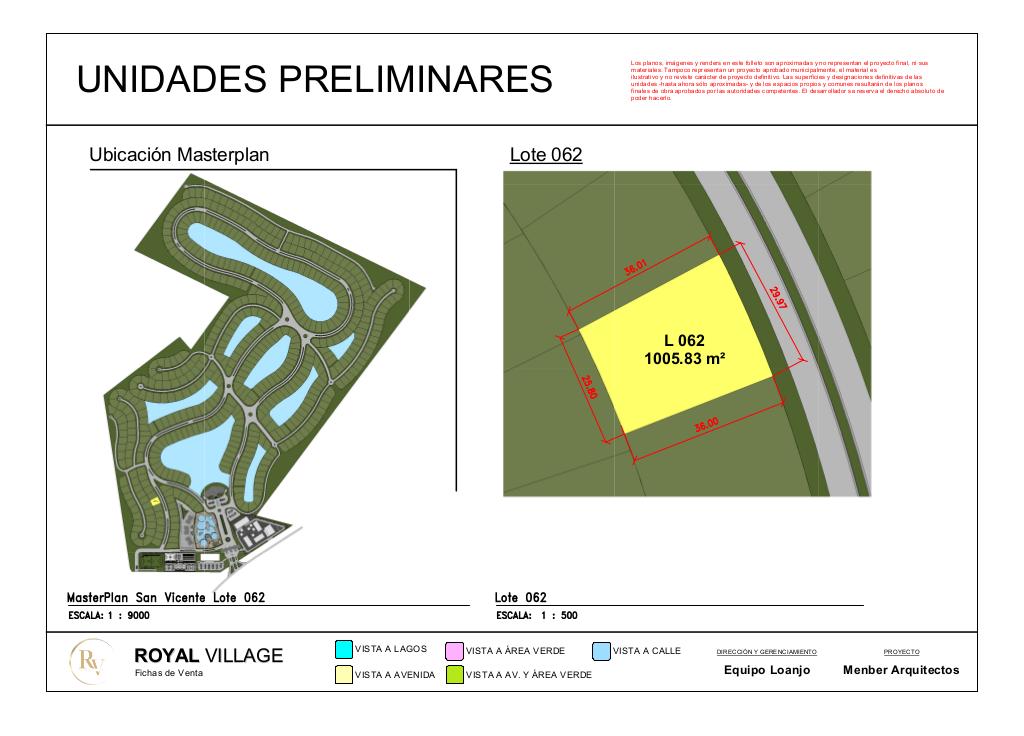 UNIDADES PRELIMINARES
Los planos, imágenes y renders en este folleto son aproximadas y no representan el proyecto final, ni sus
materiales. Tampoco representan un proyecto aprobado municipalmente, el material es
ilustrativo y no reviste carácter de proyecto definitivo. Las superficies y designaciones definitivas de las
unidades -hasta ahora sólo aproximadas- y de los espacios propios y comunes resultarán de los planos
finales de obra aprobados por las autoridades competentes. El desarrollador se reserva el derecho absoluto de
poder hacerlo.
Ubicación Masterplan
Lote 062
36.01
29.97
L 062
1005.83 m²
25.80
36.00
MasterPlan San Vicente Lote 062
ESCALA: 1 : 9000
Lote 062
ESCALA: 1 : 500
RV
ROYAL VILLAGE
Fichas de Venta
VISTA A LAGOS
VISTA A ÁREA VERDE
VISTA A CALLE
VISTA A AVENIDA
VISTA A AV. Y ÁREA VERDE
DIRECCIÓN Y GERENCIAMIENTO
Equipo Loanjo
PROYECTO
Menber Arquitectos